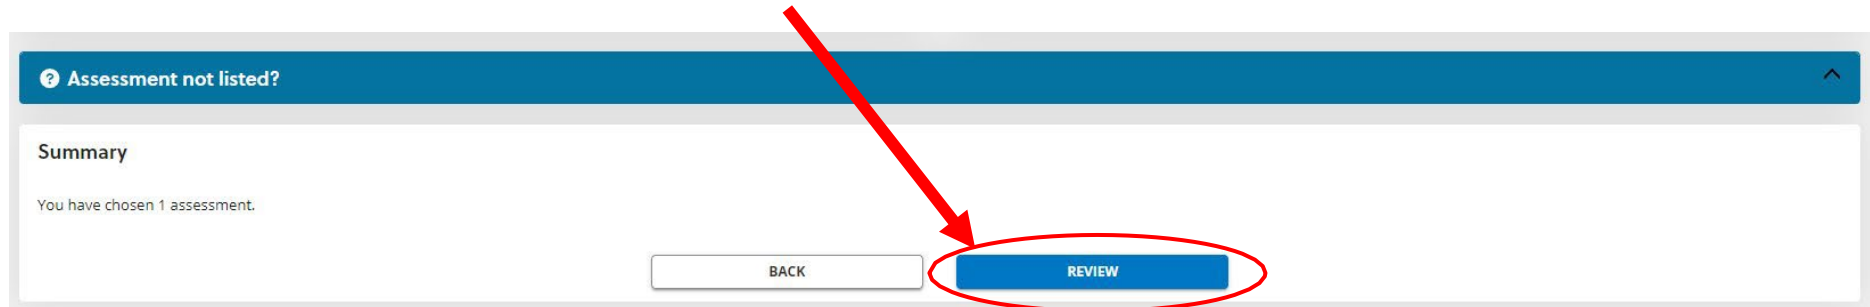 Assessment not listed?
Summary
You have chosen 1 assessment.
BACK
REVIEW